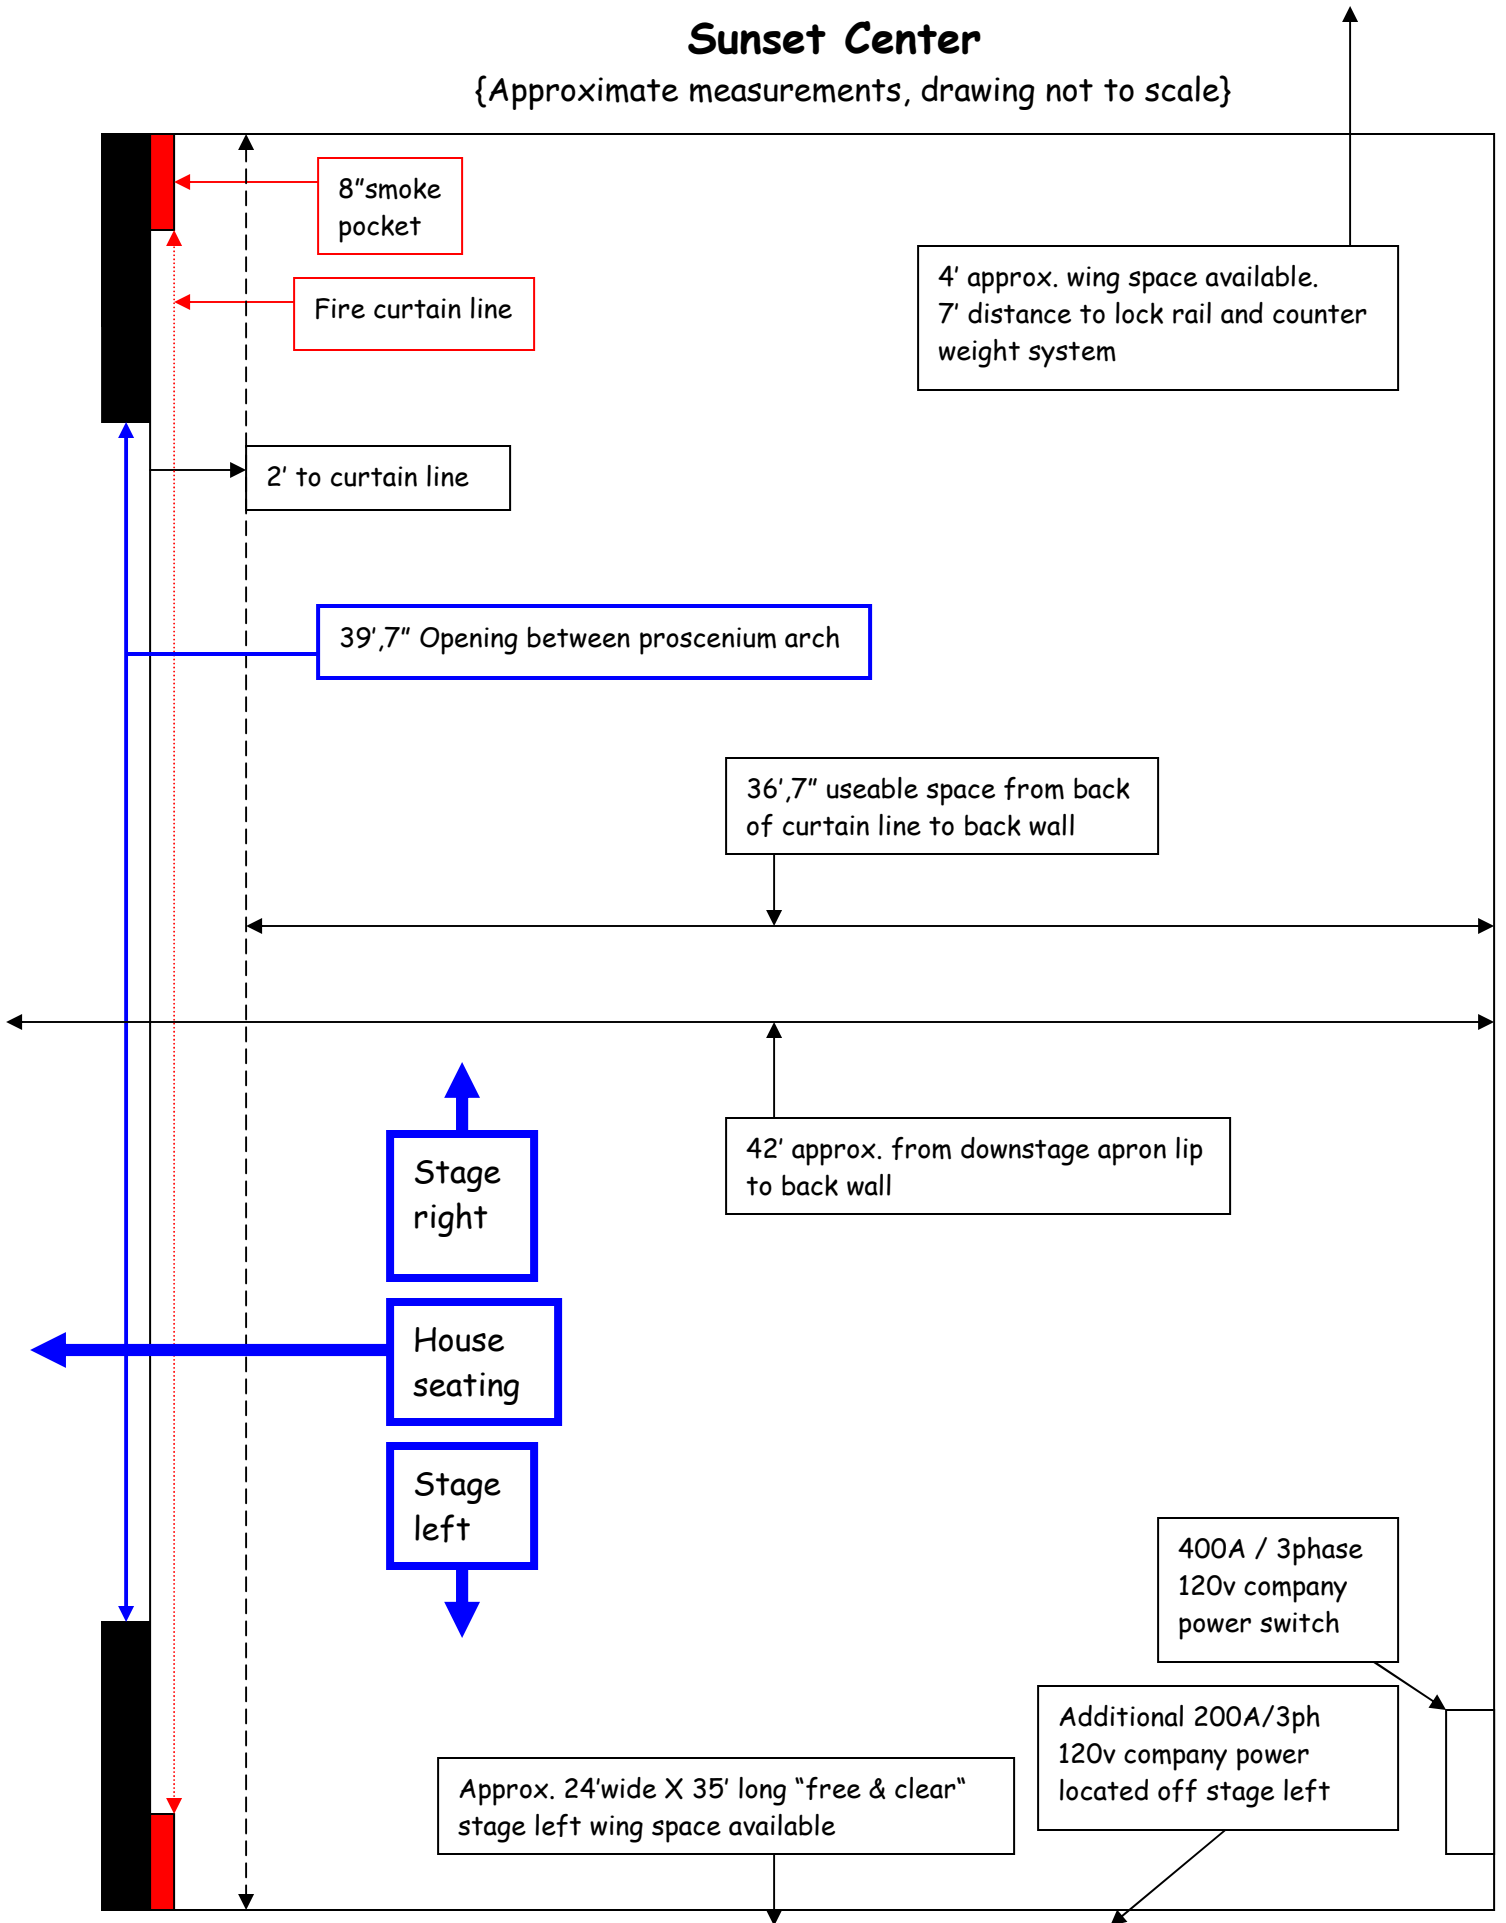 Sunset Center
{Approximate measurements, drawing not to scale}
8”smoke
pocket
Fire curtain line
4’ approx. wing space available.
7’ distance to lock rail and counter
weight system
2’ to curtain line
39’,7” Opening between proscenium arch
36’,7” useable space from back
of curtain line to back wall
42’ approx. from downstage apron lip
to back wall
Stage
right
House
seating
Stage
left
400A / 3phase
120v company
power switch
Additional 200A/3ph
120v company power
located off stage left
Approx. 24’wide X 35’ long “free & clear“
stage left wing space available